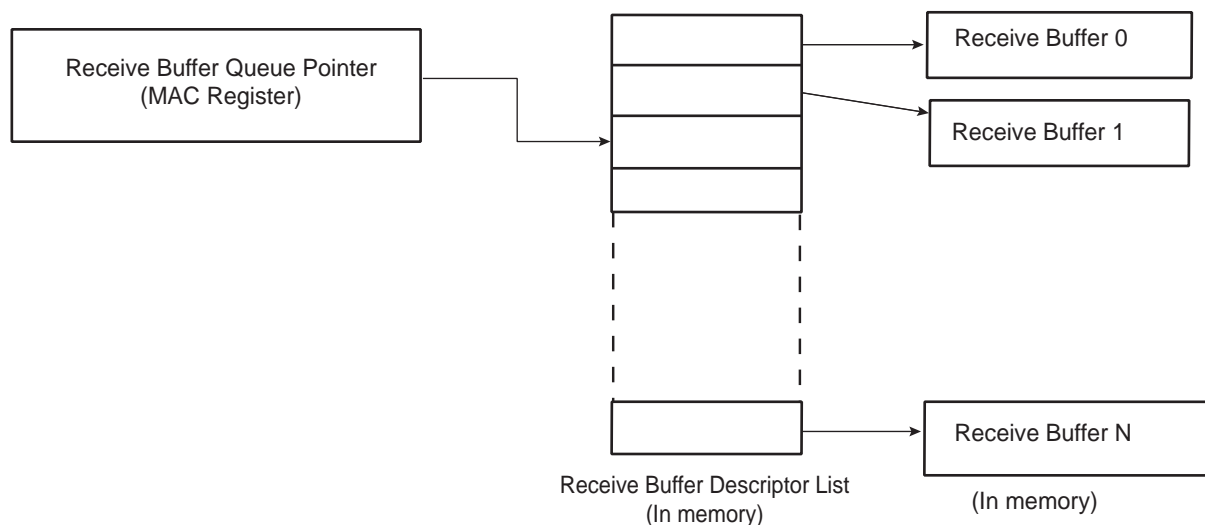 Receive Buffer Queue Pointer
(MAC Register)
Receive Buffer 0
Receive Buffer 1
Receive Buffer N
Receive Buffer Descriptor List
(In memory)
(In memory)